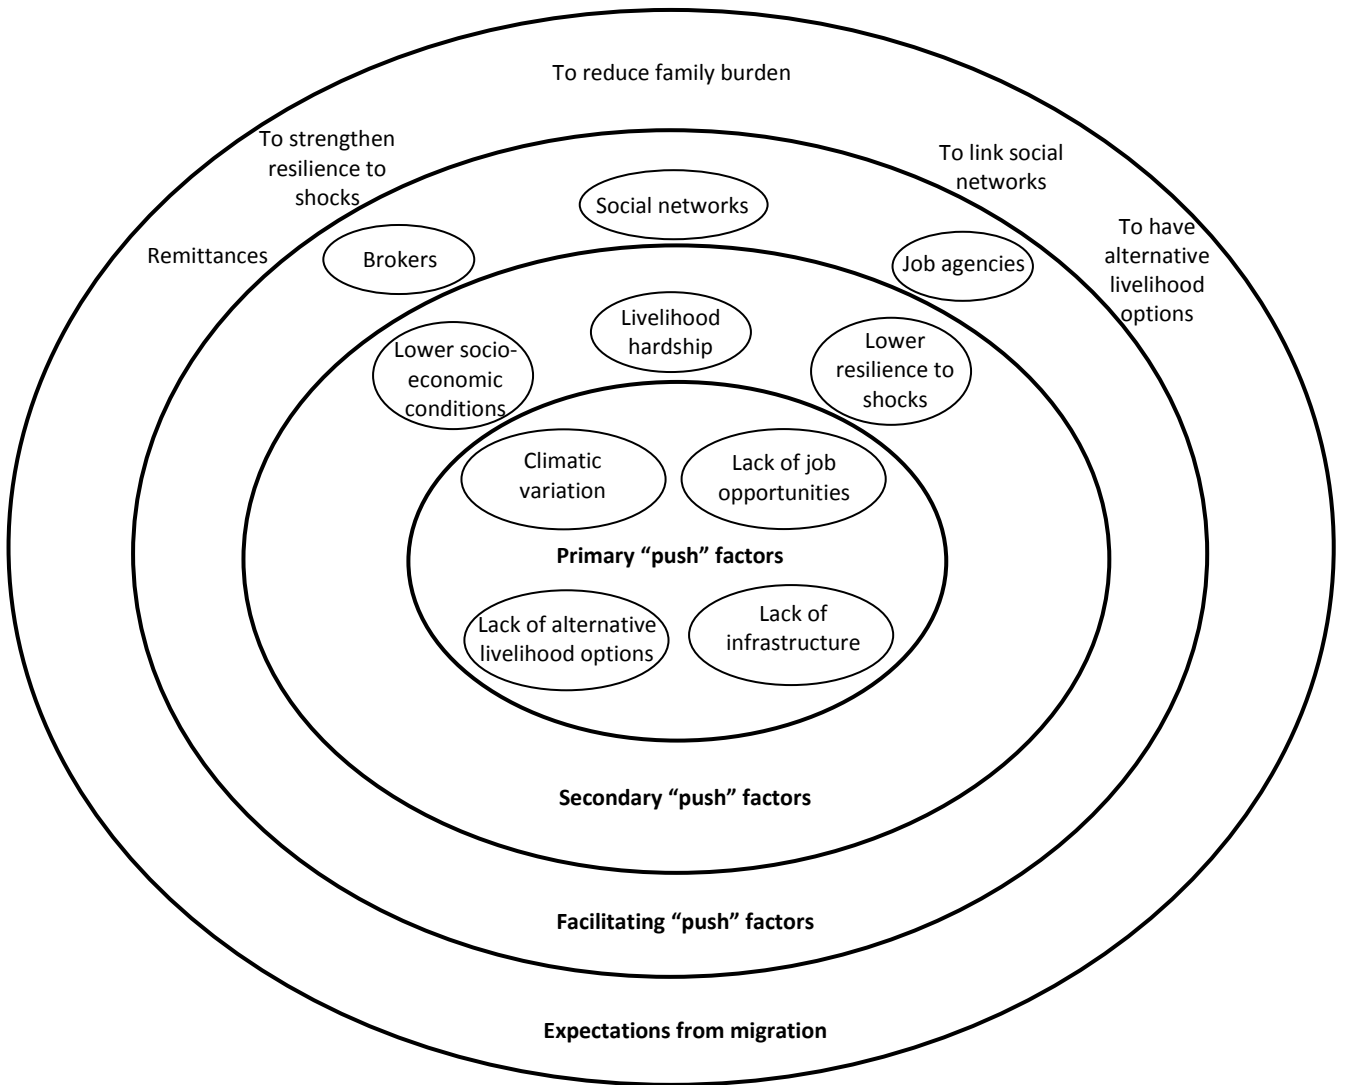 To reduce family burden
To strengthen
resilience to
shocks
To link social
networks
Remittances
To have
alternative
livelihood
options
Social networks
Brokers
Job agencies
Livelihood
hardship
Lower socio-
economic
conditions
Lower
resilience to
shocks
Climatic
variation
Lack of job
opportunities
Primary “push” factors
Lack of alternative
livelihood options
Lack of
infrastructure
Secondary “push” factors
Facilitating “push” factors
Expectations from migration